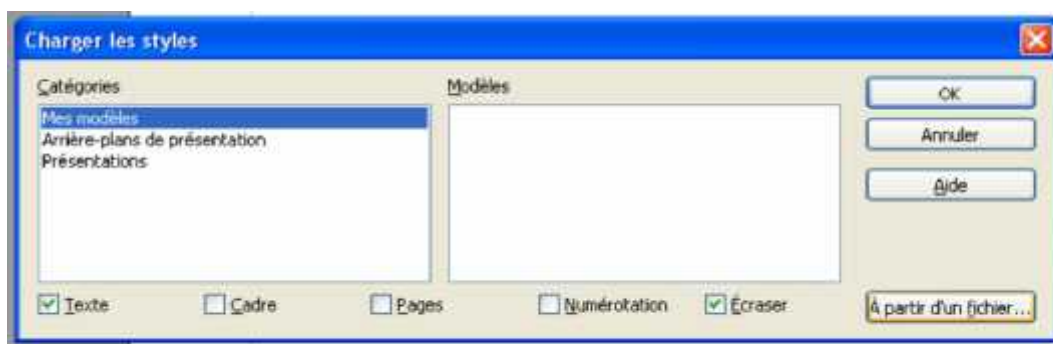 Charger les styles
Catégories
Modèles
OK
Mes modèles
Arrière-plans de présentation
Présentations
Annuler
Aide
Texte
Cadre
Pages
Numérotation
Écraser
À partir d'un fichier...